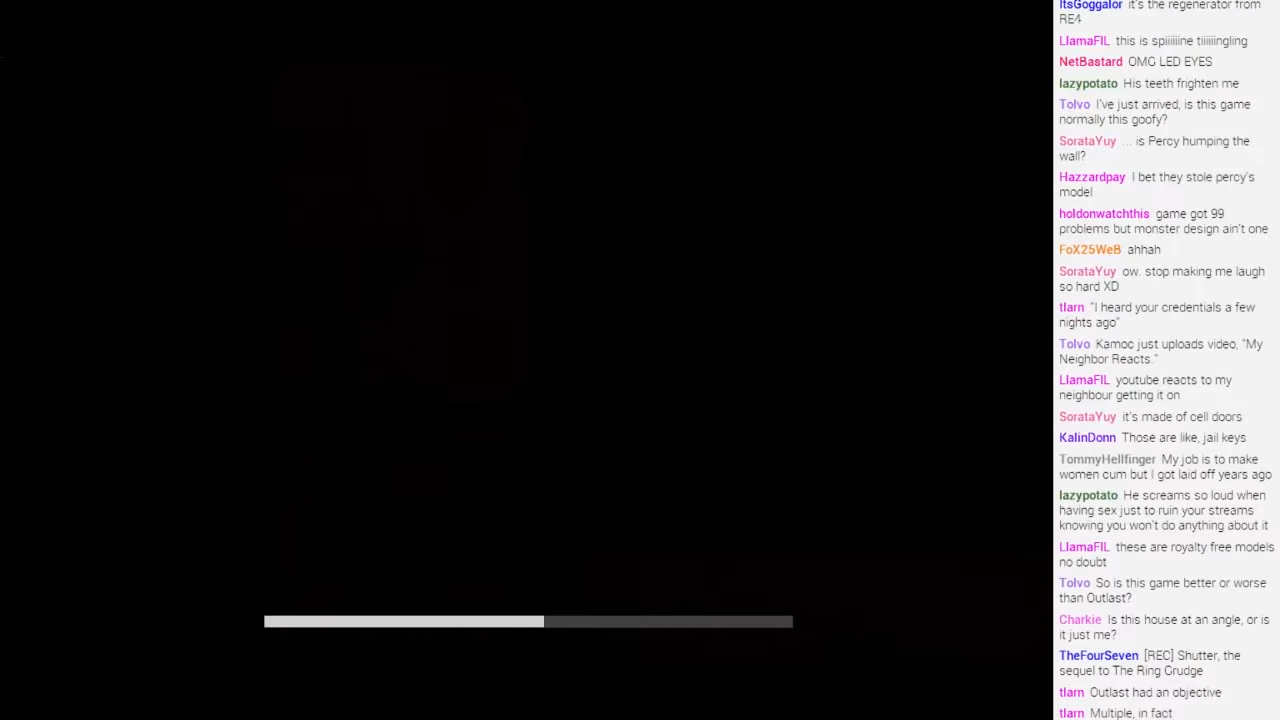 ItsGoggalor it's the regenerator from
RE4
LlamaFIL this is spiiiiiine tiiiiiingling
NetBastard OMG LED EYES
lazypotato His teeth frighten me
Tolvo I've just arrived, is this game
normally this goofy?
SorataYuy ... is Percy humping the
wall?
Hazzardpay I bet they stole percy's
model
holdonwatchthis game got 99
problems but monster design ain't one
FoX25WeB ahhah
SorataYuy ow. stop making me laugh
so hard XD
tlarn "I heard your credentials a few
nights ago"
Tolvo Kamoc just uploads video, "My
Neighbor Reacts."
LlamaFIL youtube reacts to my
neighbour getting it on
SorataYuy it's made of cell doors
KalinDonn Those are like, jail keys
TommyHellfinger My job is to make
women cum but I got laid off years ago
lazypotato He screams so loud when
having sex just to ruin your streams
knowing you won't do anything about it
LlamaFIL these are royalty free models
no doubt
Tolvo So is this game better or worse
than Outlast?
Charkie Is this house at an angle, or is
it just me?
TheFourSeven [REC] Shutter, the
sequel to The Ring Grudge
tlarn Outlast had an objective
tlarn Multiple, in fact